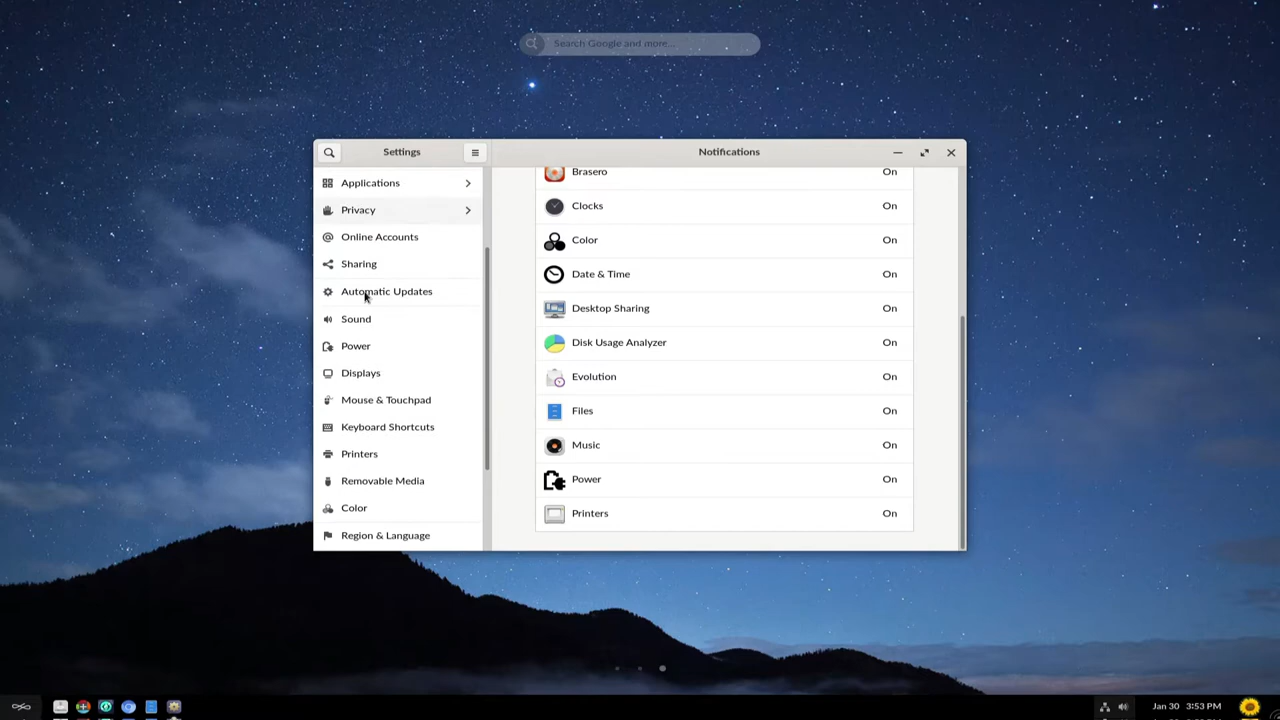 Search Google and more...
Settings
Notifications
Applications
Privacy
Online Accounts
Sharing
Automatic Updates
Sound
Power
Displays
Mouse & Touchpad
Keyboard Shortcuts
Printers
Removable Media
Color
Region & Language
Brasero On
Clocks On
Color On
Date & Time On
Desktop Sharing On
Disk Usage Analyzer On
Evolution On
Files On
Music On
Power On
Printers On
Jan 30 3:53 PM